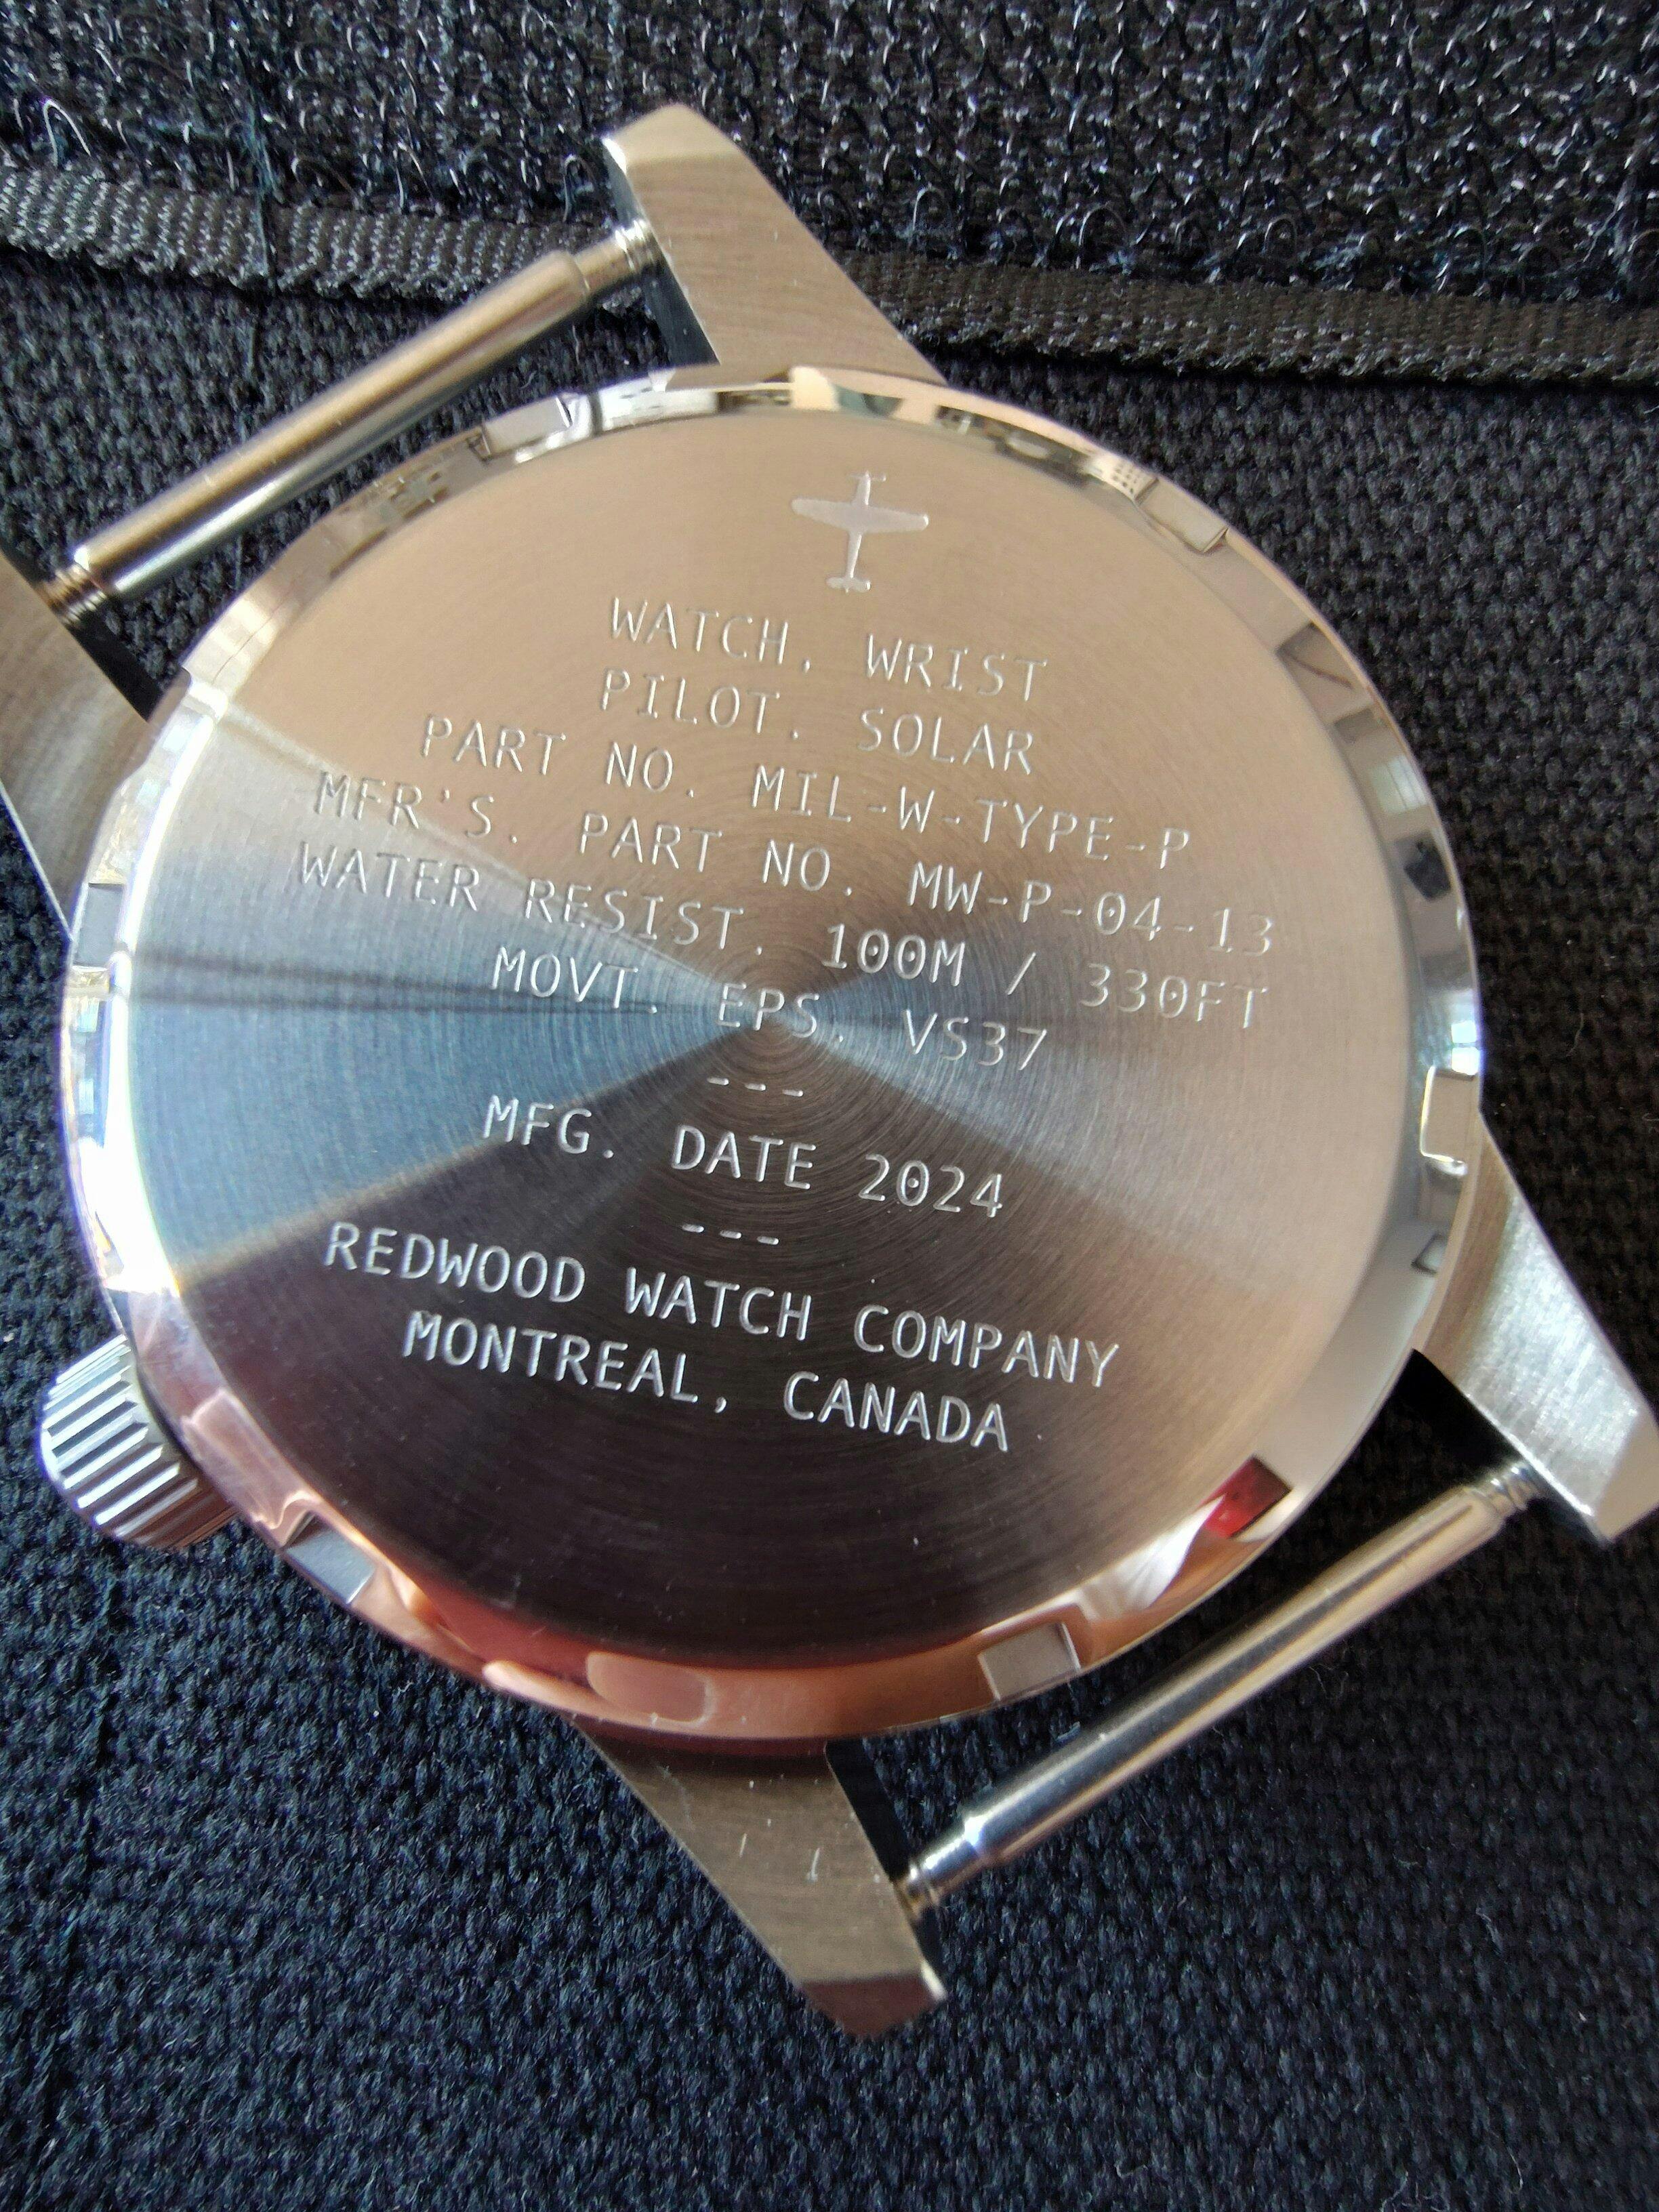 WATCH, WRIST
PILOT, SOLAR
PART NO. MIL-W-TYPE-P
MFR'S. PART NO. MW-P-04-13
WATER RESIST. 100M / 330FT
MOVT. EPS. VS37
---
MFG. DATE 2024
---
REDWOOD WATCH COMPANY
MONTREAL, CANADA